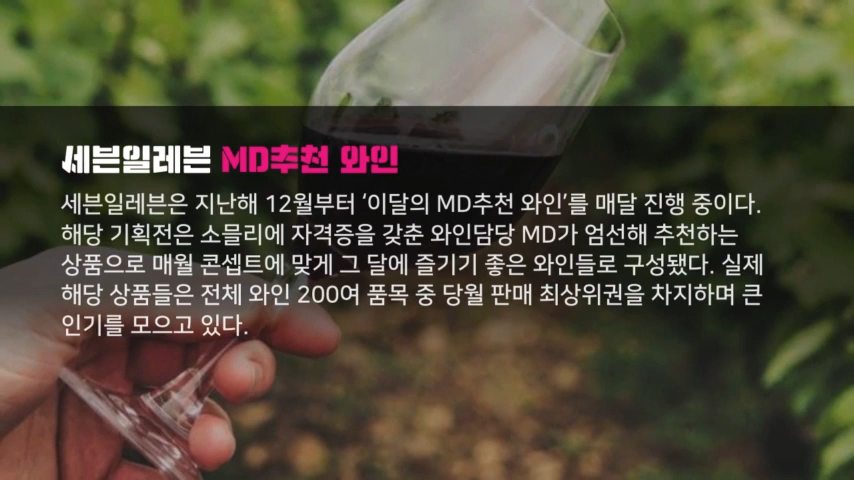 세븐일레븐 MD추천 와인
세븐일레븐은 지난해 12월부터 ‘이달의 MD추천 와인’를 매달 진행 중이다.
해당 기획전은 소믈리에 자격증을 갖춘 와인담당 MD가 엄선해 추천하는
상품으로 매월 콘셉트에 맞게 그 달에 즐기기 좋은 와인들로 구성됐다. 실제
해당 상품들은 전체 와인 200여 품목 중 당월 판매 최상위권을 차지하며 큰
인기를 모으고 있다.